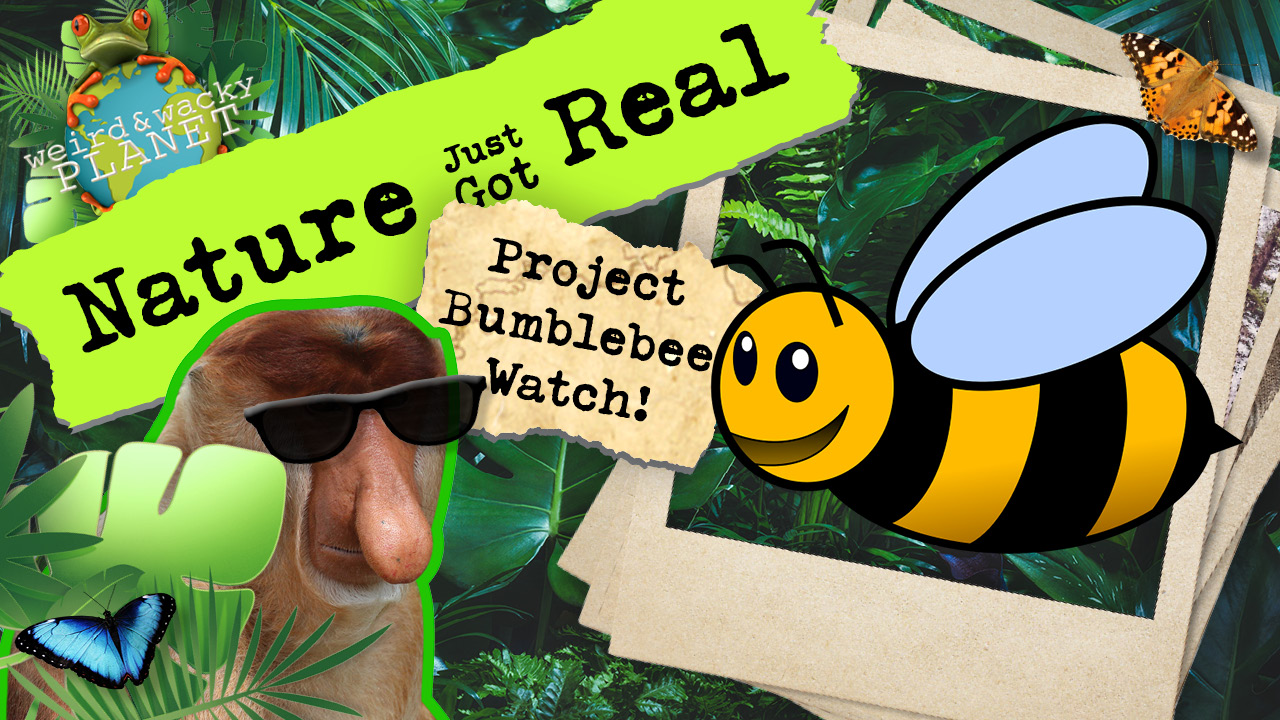 weird & wacky
PLANET
Nature Just Got Real
Project
Bumblebee
Watch!